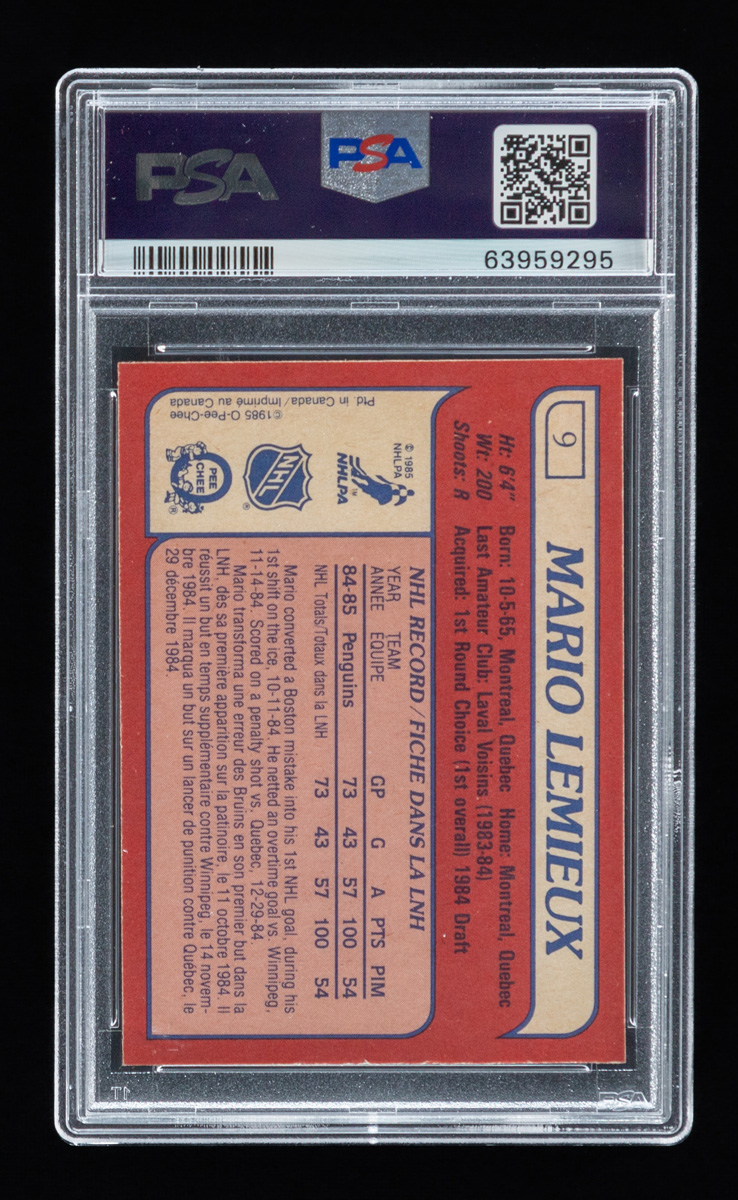 PSA
PSA
63959295
9
MARIO LEMIEUX
Ht: 6'4" Born: 10-5-65, Montreal, Quebec Home: Montreal, Quebec
Wt: 200 Last Amateur Club: Laval Voisins (1983-84)
Shoots: R Acquired: 1st Round Choice (1st overall) 1984 Draft
© 1985
NHLPA
NHLPA
TM
NHL
®
O
PEE
CHEE
®
©1985 O-Pee-Chee
Ptd. in Canada/Imprimé au Canada
NHL RECORD/FICHE DANS LA LNH
YEAR TEAM
ANNÉE EQUIPE GP G A PTS PIM
84-85 Penguins 73 43 57 100 54
NHL Totals/Totaux dans la LNH 73 43 57 100 54
Mario converted a Boston mistake into his 1st NHL goal, during his
1st shift on the ice, 10-11-84. He netted an overtime goal vs. Winnipeg,
11-14-84. Scored on a penalty shot vs. Quebec, 12-29-84.
Mario transforma une erreur des Bruins en son premier but dans la
LNH, dès sa première apparition sur la patinoire, le 11 octobre 1984. Il
réussit un but en temps supplémentaire contre Winnipeg, le 14 novem-
bre 1984. Il marqua un but sur un lancer de punition contre Québec, le
29 décembre 1984.
PSA